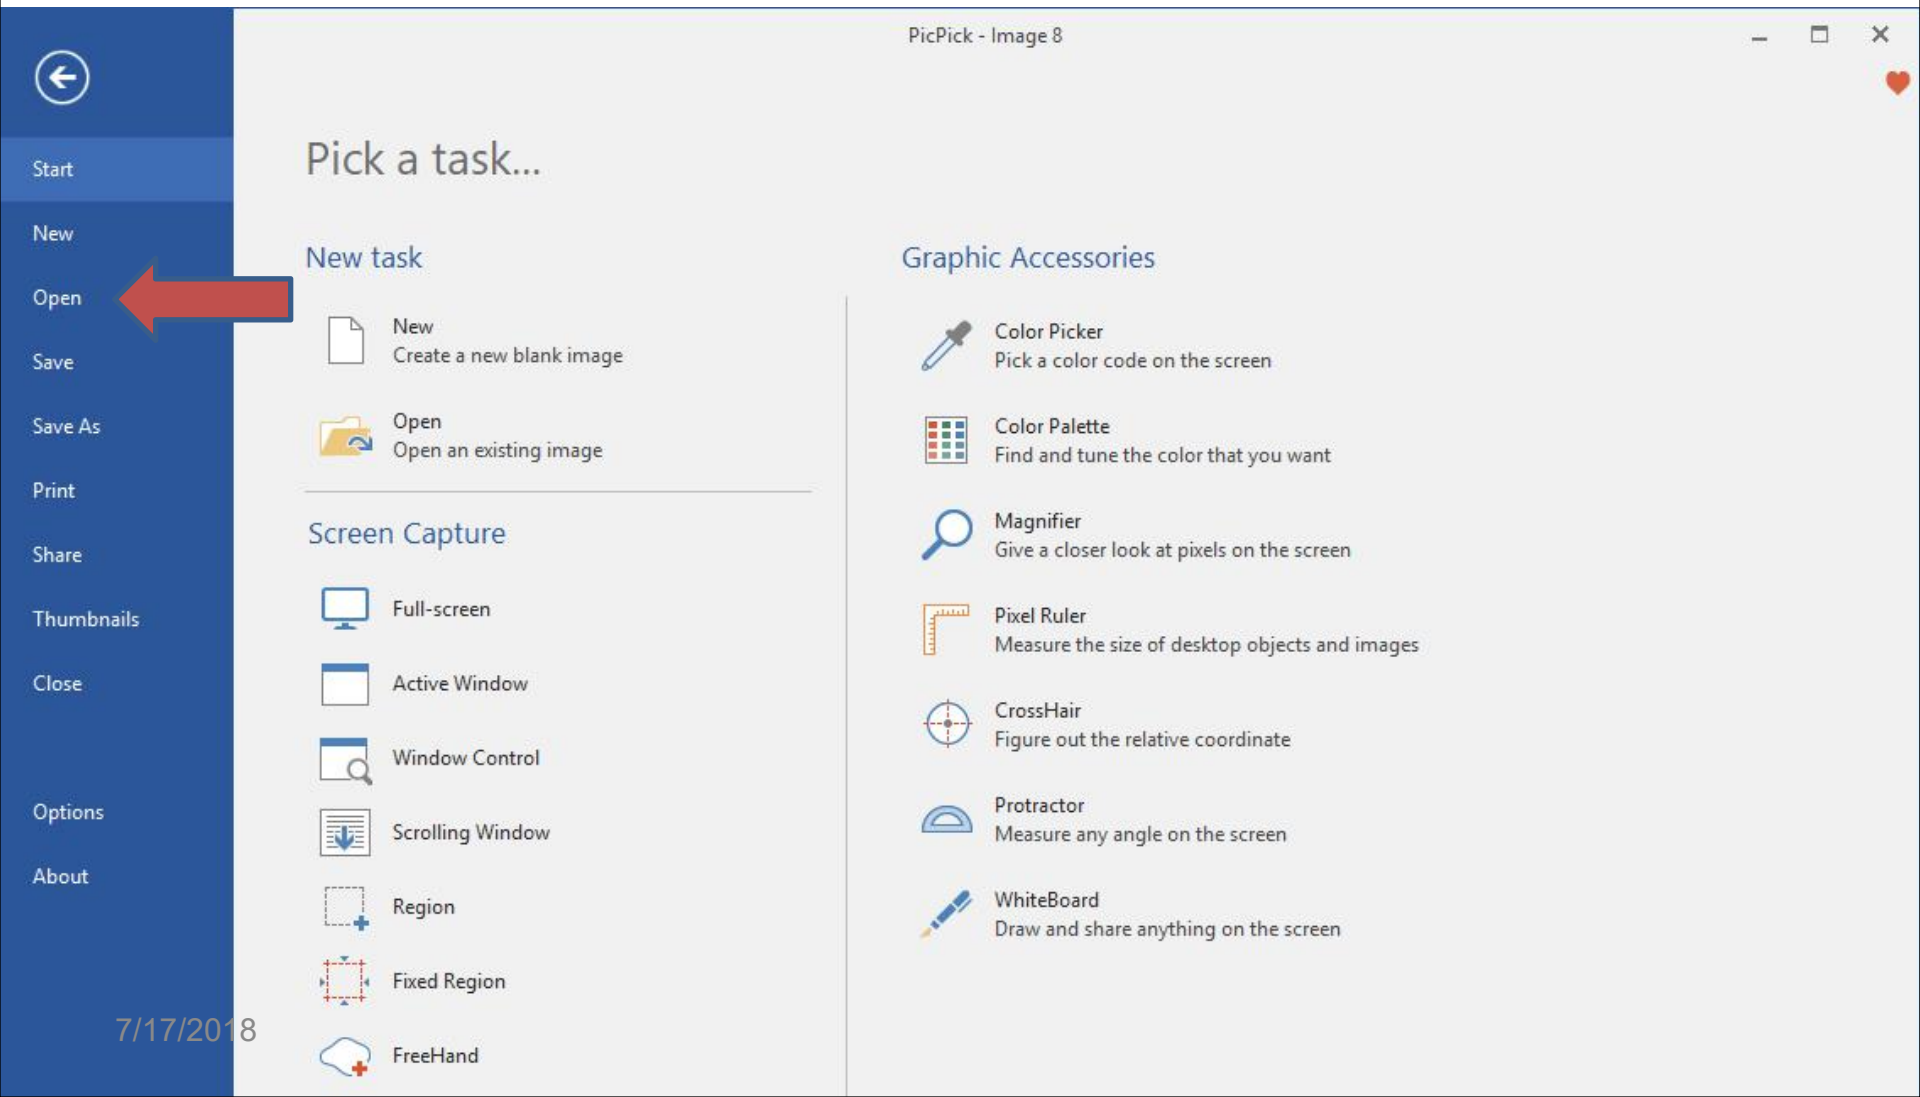 PicPick - Image 8
Start
New
Open
Save
Save As
Print
Share
Thumbnails
Close
Options
About
7/17/2018
Pick a task...
New task
New
Create a new blank image
Open
Open an existing image
Screen Capture
Full-screen
Active Window
Window Control
Scrolling Window
Region
Fixed Region
FreeHand
Graphic Accessories
Color Picker
Pick a color code on the screen
Color Palette
Find and tune the color that you want
Magnifier
Give a closer look at pixels on the screen
Pixel Ruler
Measure the size of desktop objects and images
CrossHair
Figure out the relative coordinate
Protractor
Measure any angle on the screen
WhiteBoard
Draw and share anything on the screen